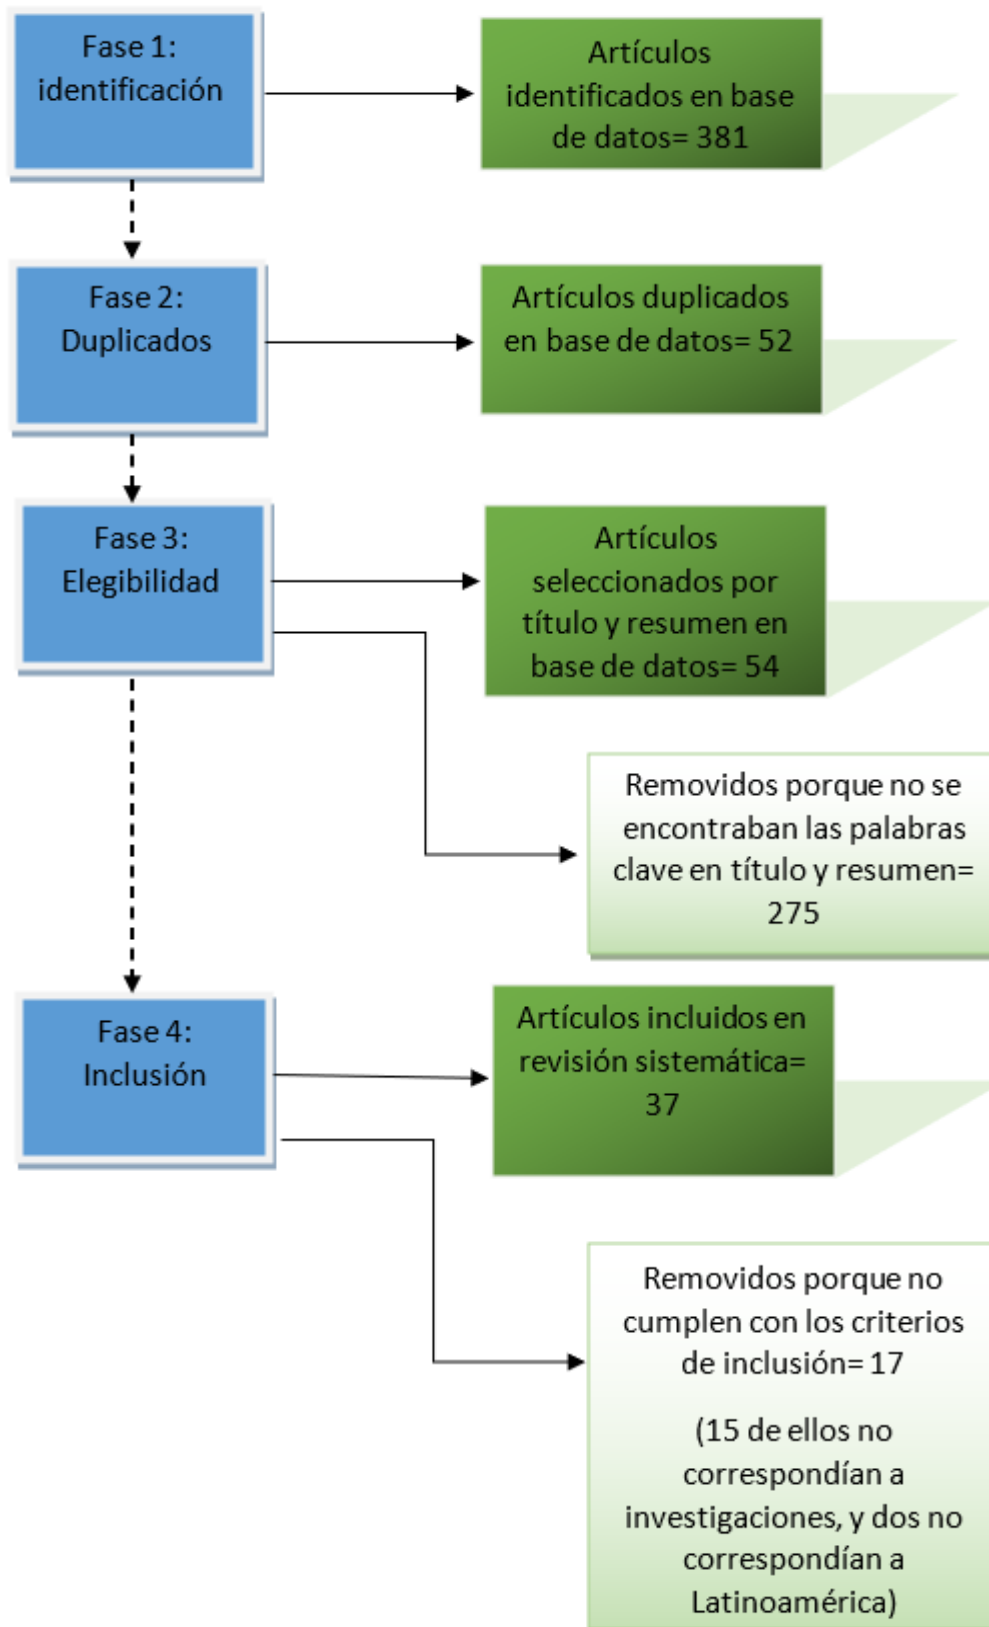 Fase 1:
identificación
Artículos
identificados en base
de datos= 381
Fase 2:
Duplicados
Artículos duplicados
en base de datos= 52
Fase 3:
Elegibilidad
Artículos
seleccionados por
título y resumen en
base de datos= 54
Removidos porque no se
encontraban las palabras
clave en título y resumen=
275
Fase 4:
Inclusión
Artículos incluidos en
revisión sistemática=
37
Removidos porque no
cumplen con los criterios
de inclusión= 17
(15 de ellos no
correspondían a
investigaciones, y dos no
correspondían a
Latinoamérica)